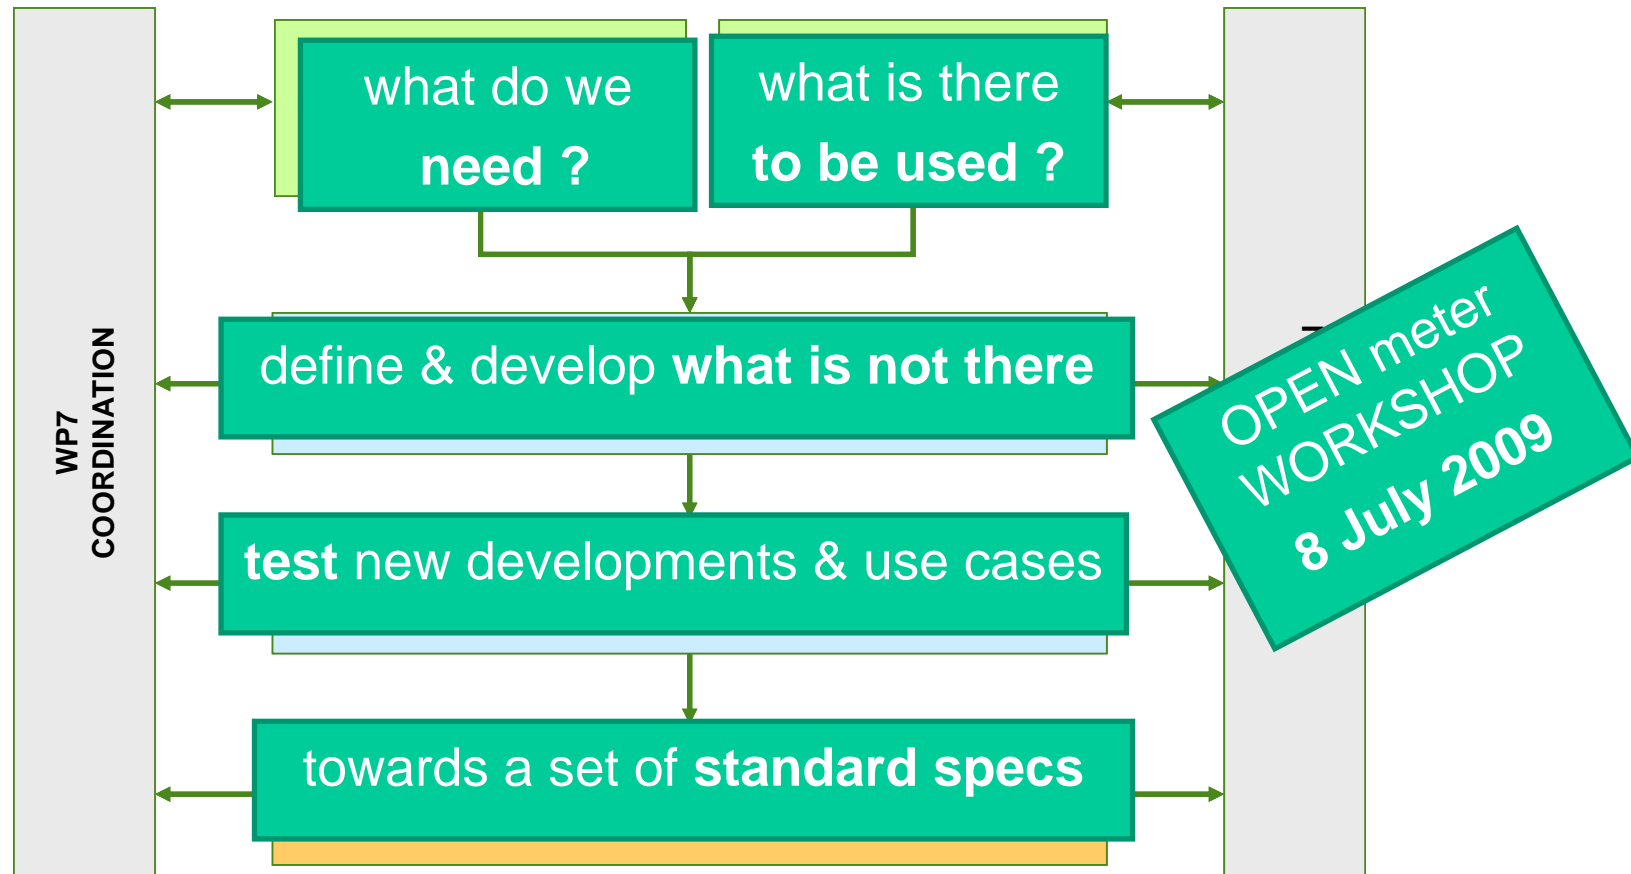 what do we
need ?
what is there
to be used ?
define & develop what is not there
test new developments & use cases
towards a set of standard specs
WP7
COORDINATION
OPEN meter
WORKSHOP
8 July 2009